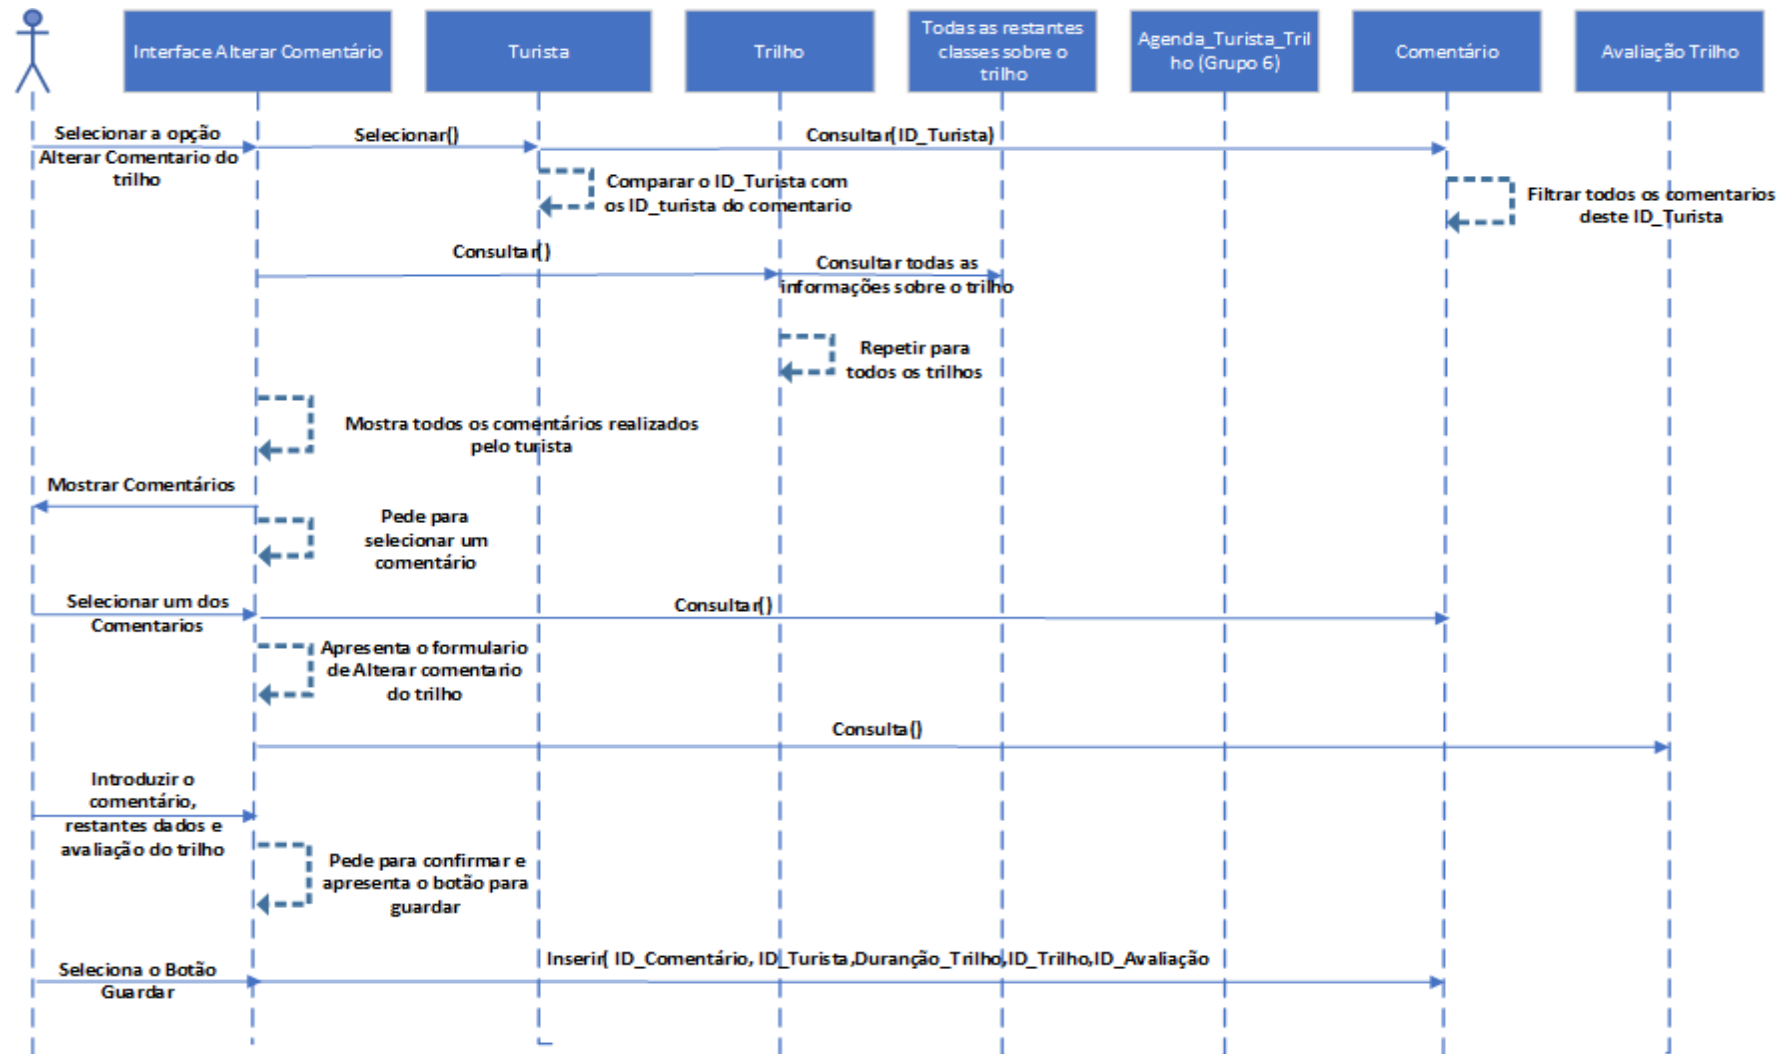 Interface Alterar Comentário
Turista
Trilho
Todas as restantes
classes sobre o
trilho
Agenda_Turista_Tril
ho (Grupo 6)
Comentário
Avaliação Trilho
Selecionar a opção
Alterar Comentario do
trilho
Selecionar()
Consultar(ID_Turista)
Comparar o ID_Turista com
os ID_turista do comentario
Filtrar todos os comentarios
deste ID_Turista
Consultar()
Consultar todas as
informações sobre o trilho
Repetir para
todos os trilhos
Mostra todos os comentários realizados
pelo turista
Mostrar Comentários
Pede para
selecionar um
comentário
Selecionar um dos
Comentarios
Consultar()
Apresenta o formulario
de Alterar comentario
do trilho
Consulta()
Introduzir o
comentário,
restantes dados e
avaliação do trilho
Pede para confirmar e
apresenta o botão para
guardar
Seleciona o Botão
Guardar
Inserir( ID_Comentário, ID_Turista,Duranção_Trilho,ID_Trilho,ID_Avaliação